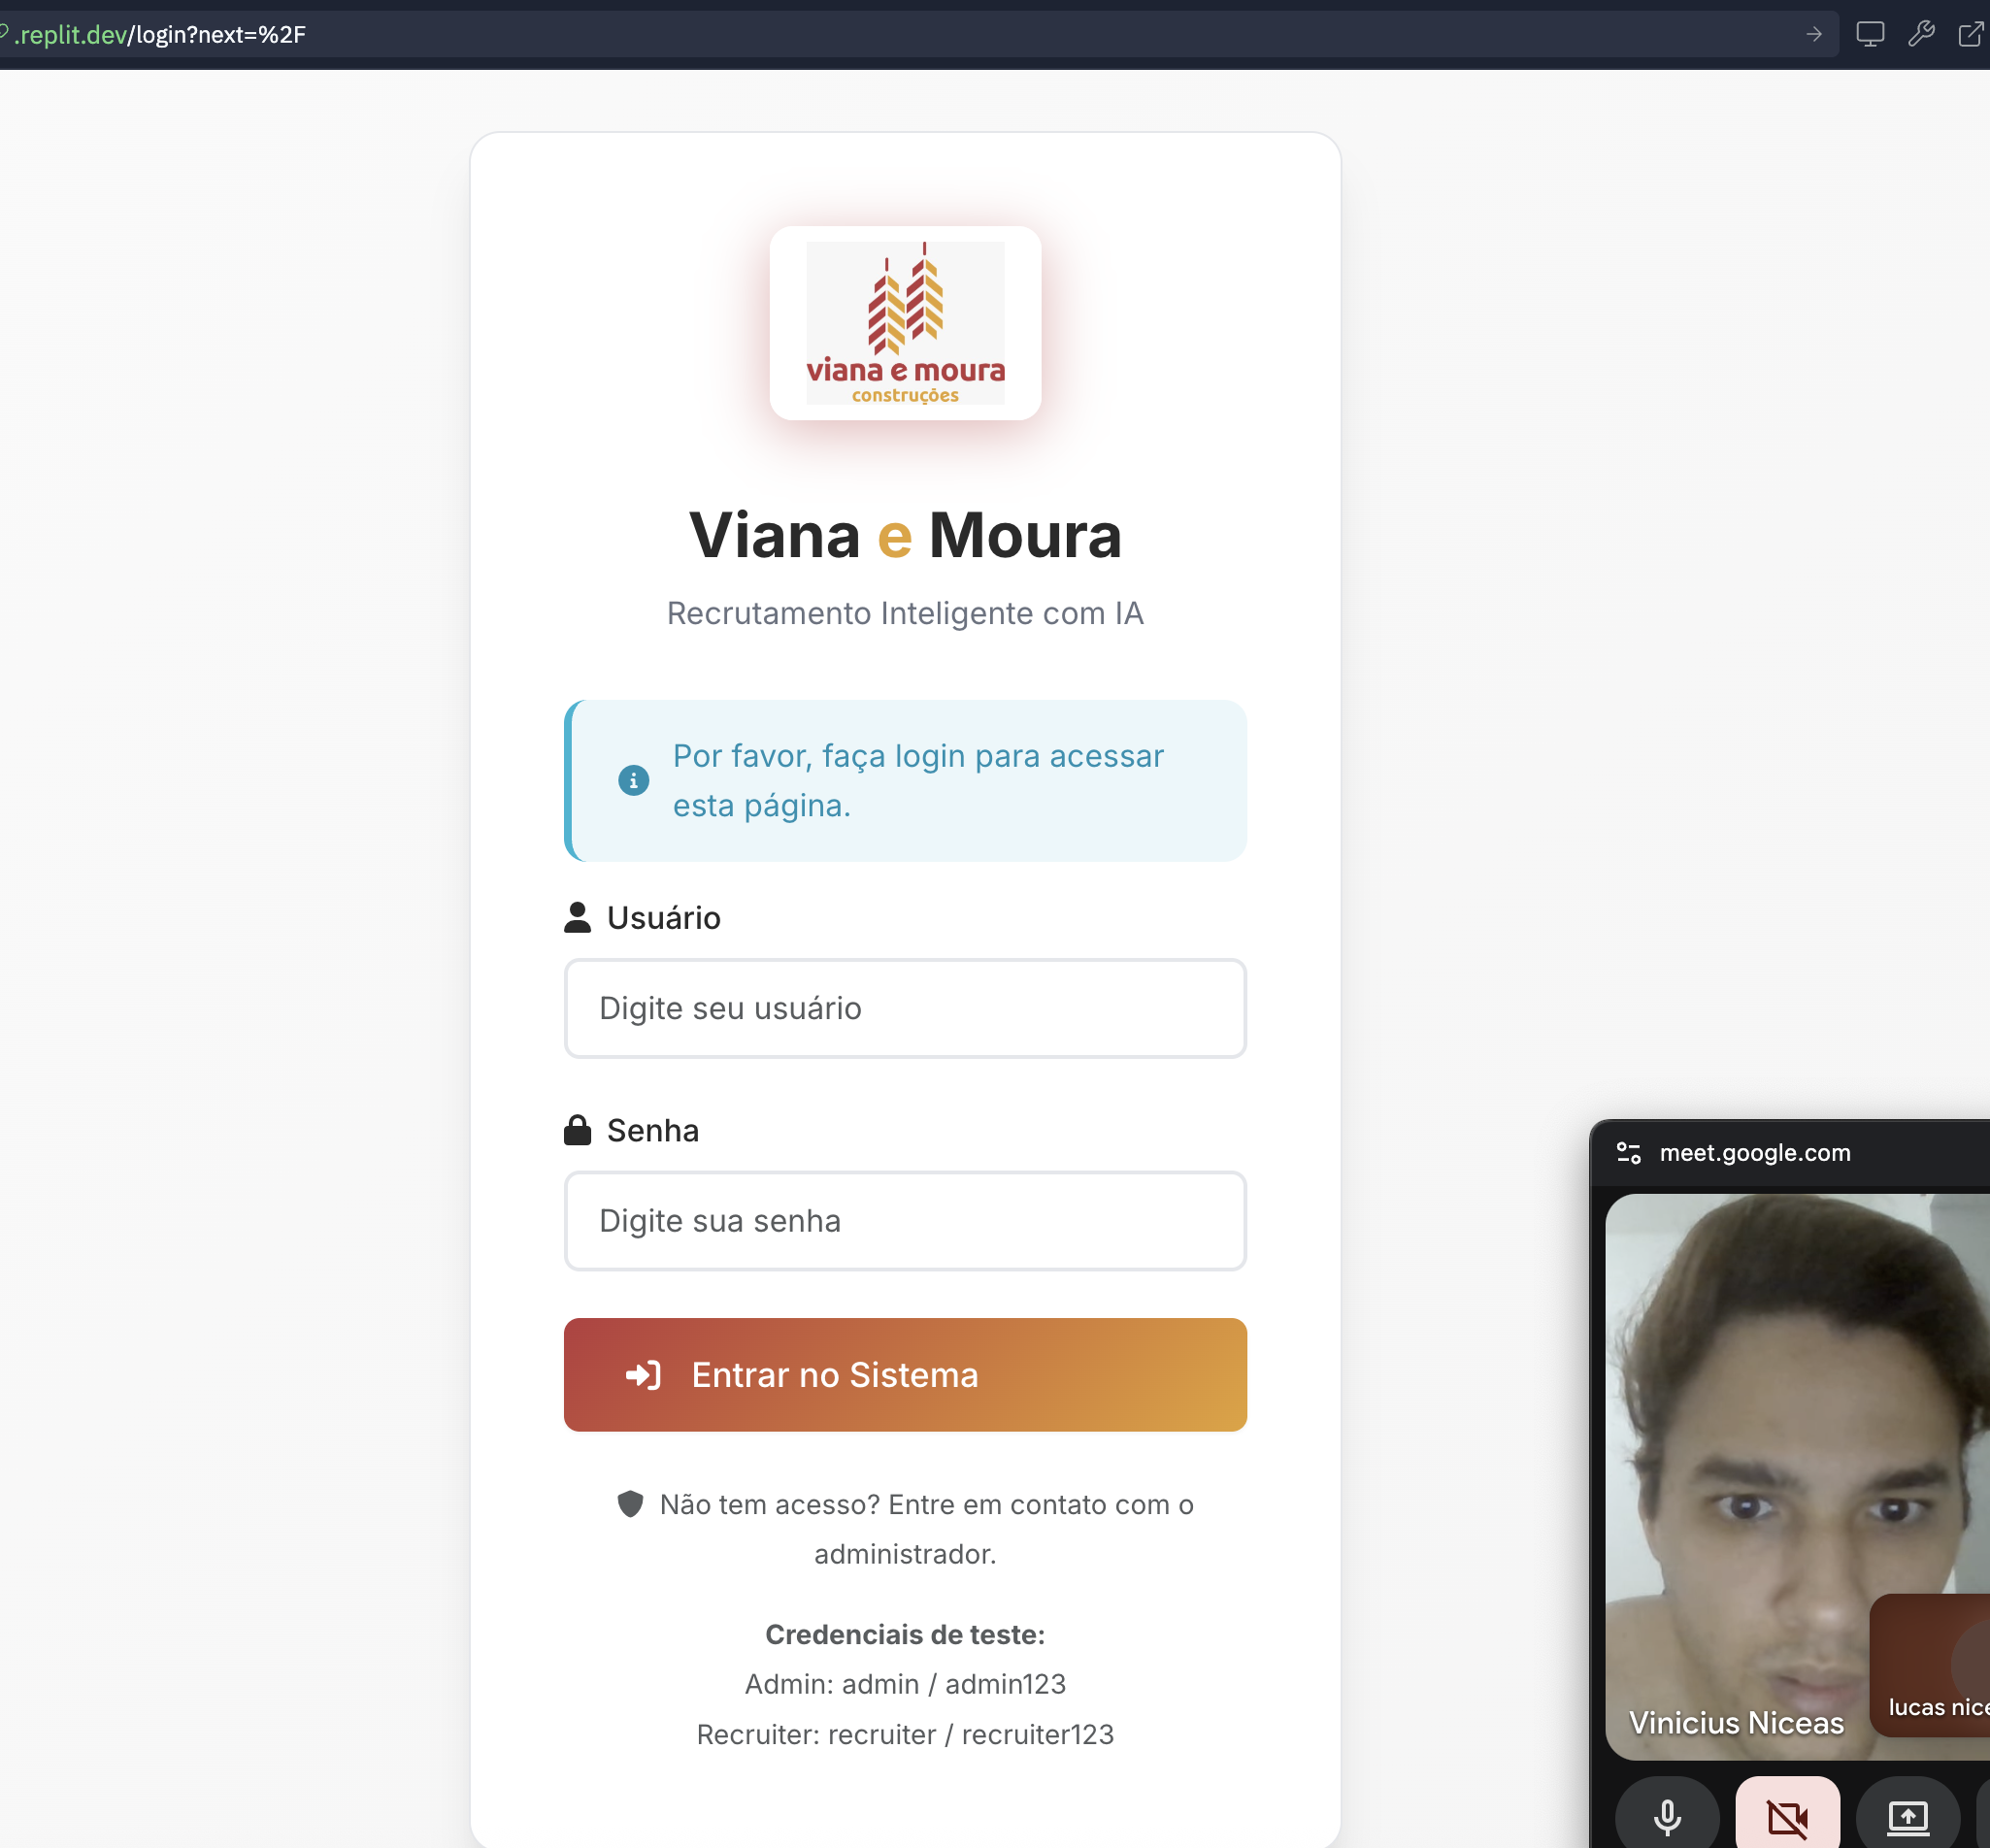 .replit.dev/login?next=%2F
viana e moura
construções
Viana e Moura
Recrutamento Inteligente com IA
Por favor, faça login para acessar
esta página.
Usuário
Digite seu usuário
Senha
Digite sua senha
Entrar no Sistema
Não tem acesso? Entre em contato com o
administrador.
Credenciais de teste:
Admin: admin / admin123
Recruiter: recruiter / recruiter123
meet.google.com
Vinicius Niceas
lucas nice